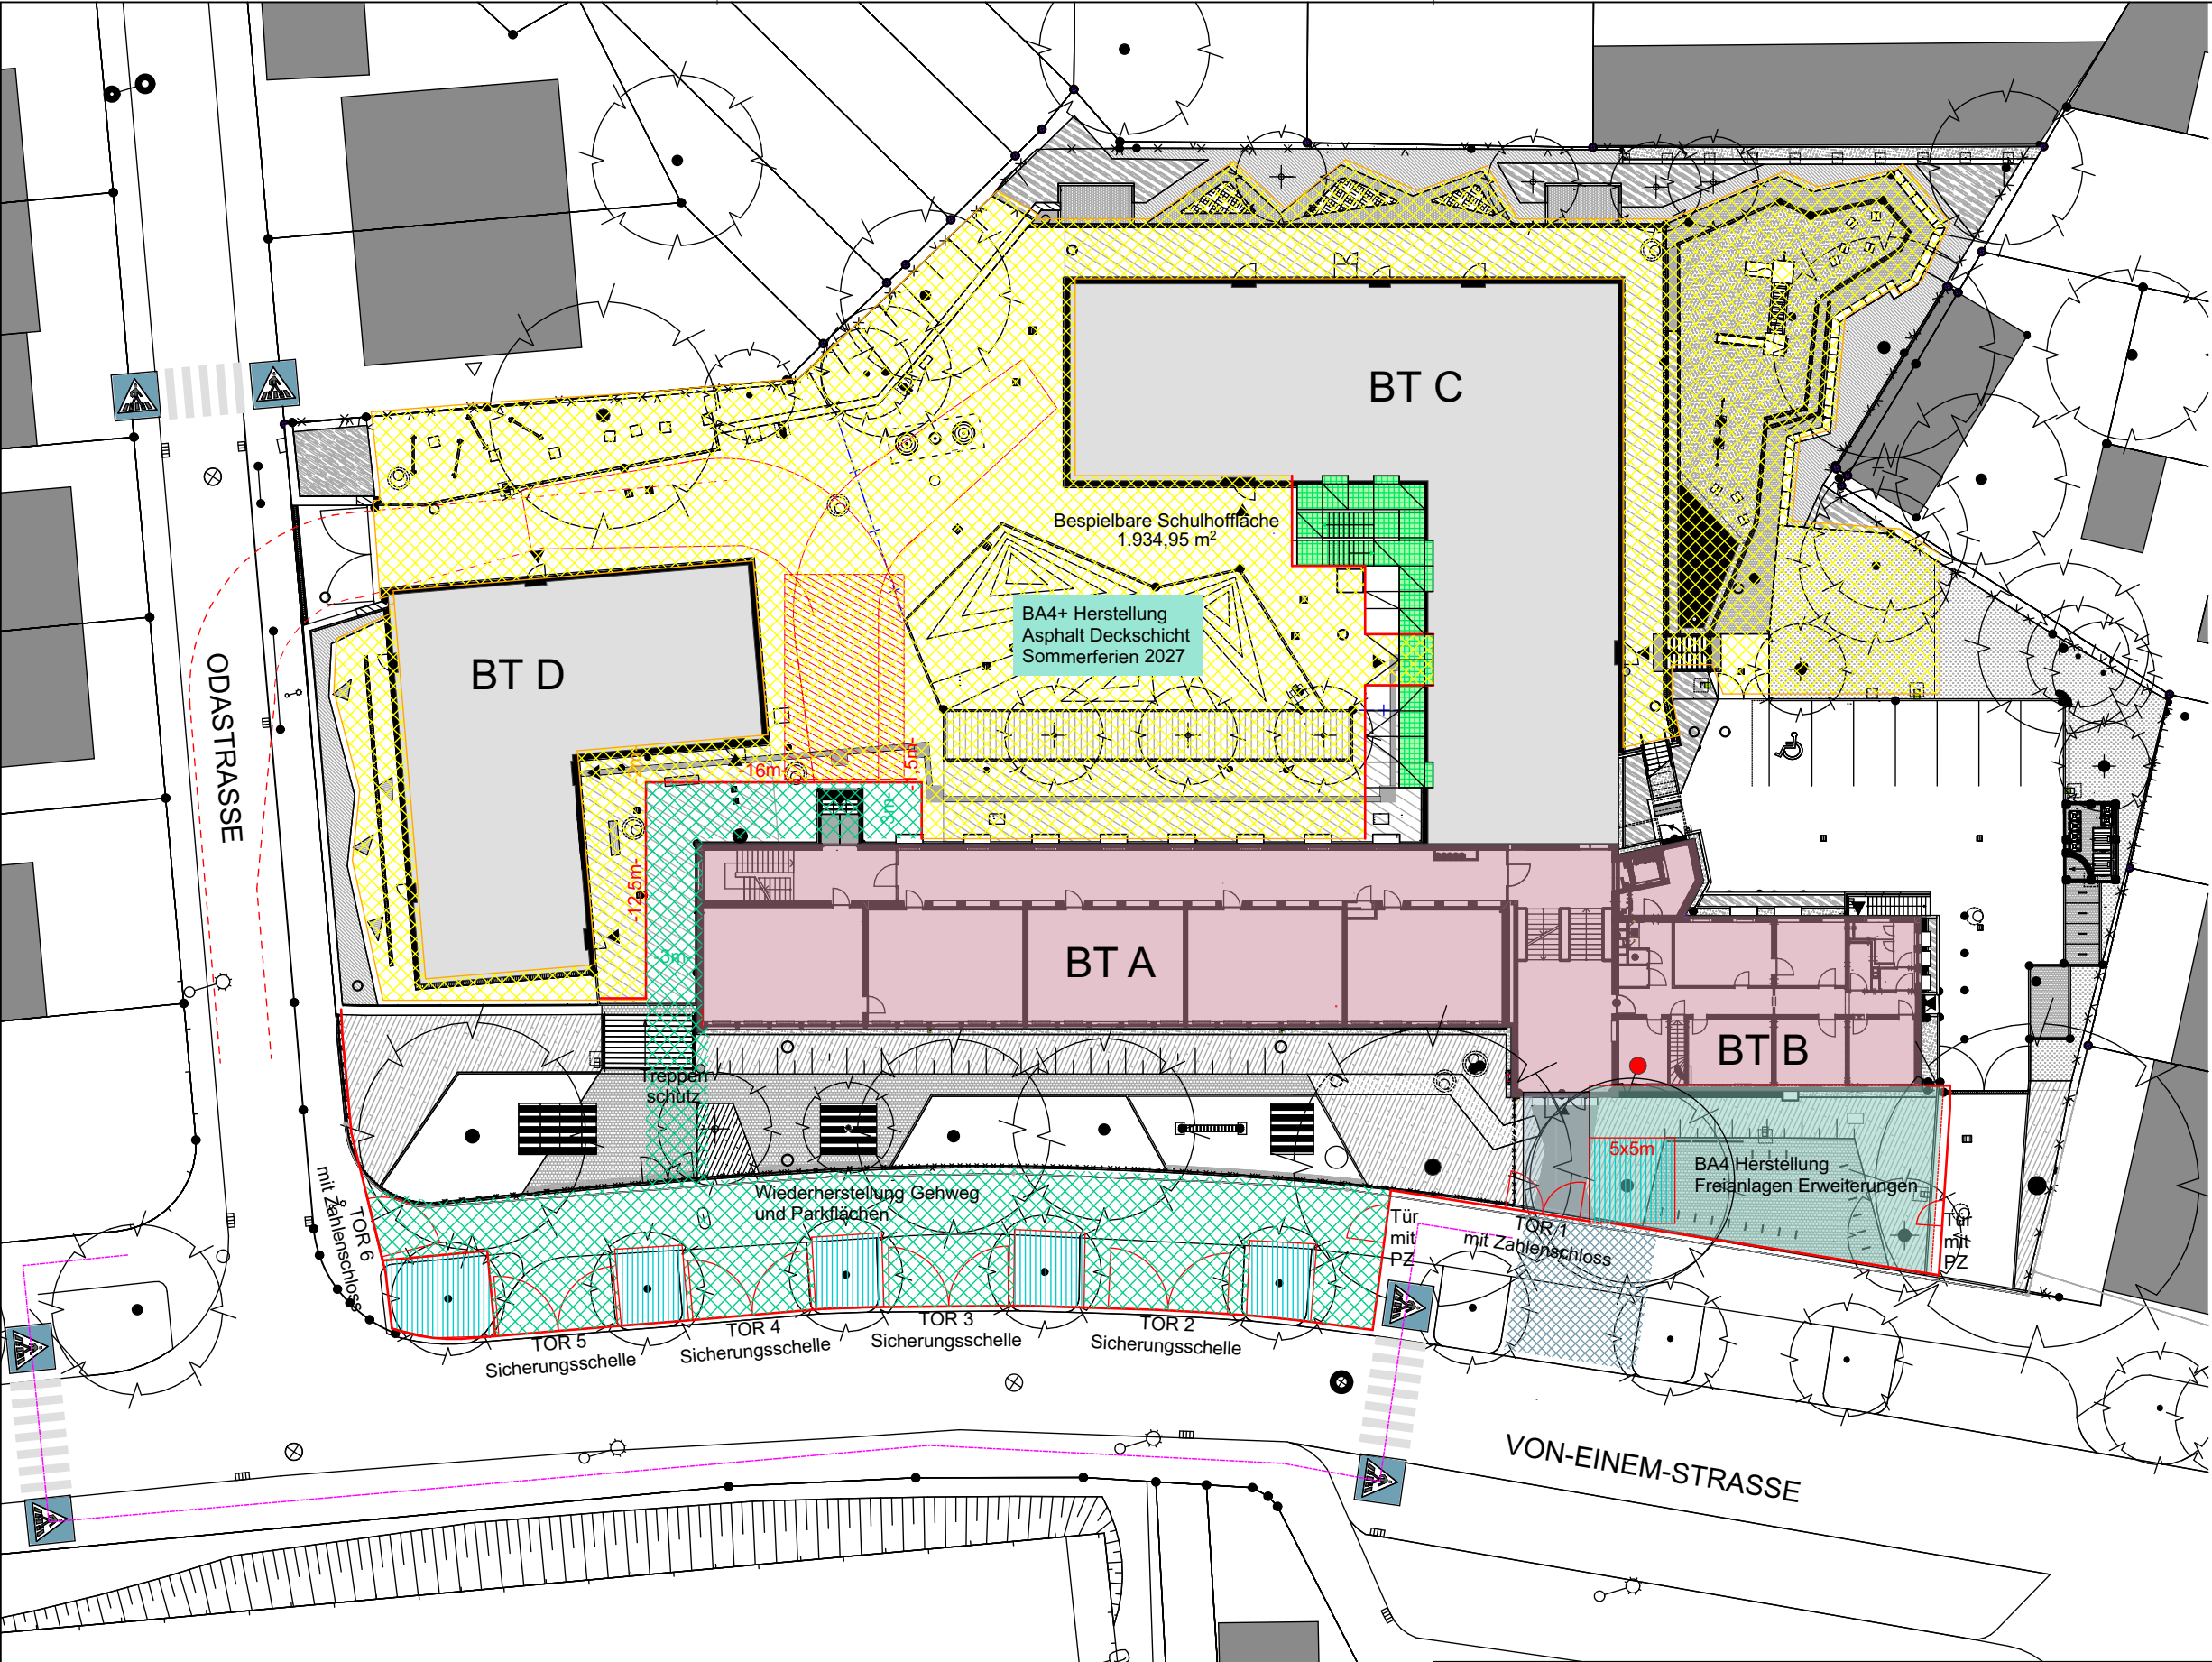 BT C
Bespielbare Schulhoffläche
1.934,95 m²
BA4+ Herstellung
Asphalt Deckschicht
Sommerferien 2027
BT D
ODASTRASSE
-16m-
-3m-
-12,5m-
-3m-
BT A
BT B
Treppen
schutz
5x5m
BA4 Herstellung
Freianlagen Erweiterungen
Wiederherstellung Gehweg
und Parkflächen
TOR 6
mit Zahlenschloss
Tür
mit
PZ
TOR 1
mit Zahlenschloss
Tür
mit
PZ
TOR 5
Sicherungsschelle
TOR 4
Sicherungsschelle
TOR 3
Sicherungsschelle
TOR 2
Sicherungsschelle
VON-EINEM-STRASSE